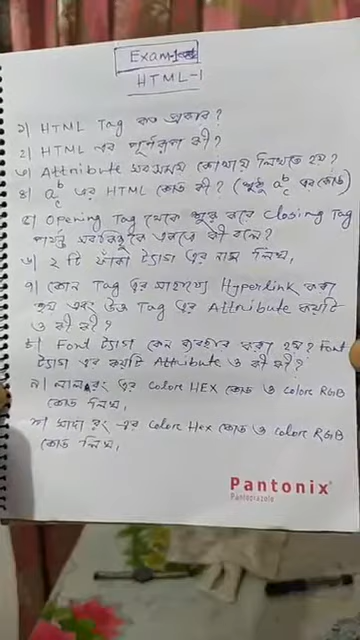 Exam
HTML-1
১। HTML Tag কত প্রকার?
২। HTML এর পূর্ণরূপ কী?
৩। Attribute সবসময় কোথায় লিখতে হয়?
৪। a b c এর HTML কোড কী? (শুধু a b c এর কোড)
৫। Opening Tag থেকে শুরু করে Closing Tag
পর্যন্ত সবকিছুকে একত্রে কী বলে?
৬। ২ টি ফাঁকা ট্যাগ এর নাম লিখ,
৭। কোন Tag এর সাহায্যে Hyperlink করা
হয় এবং উক্ত Tag এর Attribute কয়টি
ও কী কী?
৮। Font ট্যাগ কেন ব্যবহার করা হয়? Font
ট্যাগ এর কয়টি Attribute ও কী কী?
৯। লাল রং এর color HEX কোড ও color RGB
কোড লিখ,
১০। সাদা রং এর color Hex কোড ও color RGB
কোড লিখ,
Pantonix
Pantoprazole